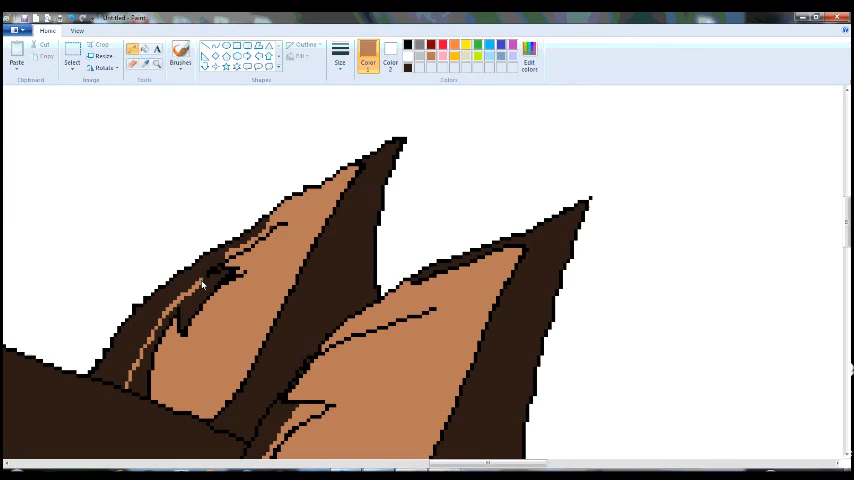 Untitled - Paint
Home View
Paste
Cut
Copy
Clipboard
Select
Crop
Resize
Rotate
Image
A
Tools
Brushes
Outline
Fill
Shapes
Size
Color
1
Color
2
Edit
colors
Colors